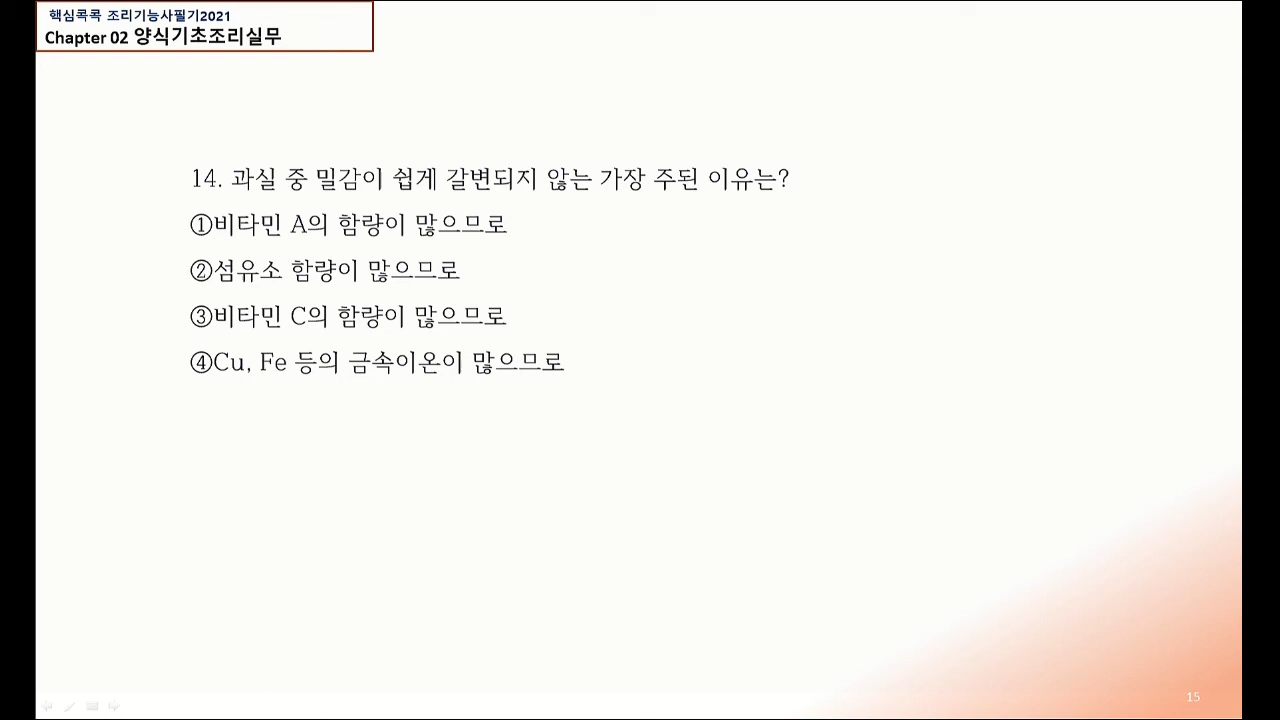 핵심콕콕 조리기능사필기2021
Chapter 02 양식기초조리실무
14. 과실 중 밀감이 쉽게 갈변되지 않는 가장 주된 이유는?
①비타민 A의 함량이 많으므로
②섬유소 함량이 많으므로
③비타민 C의 함량이 많으므로
④Cu, Fe 등의 금속이온이 많으므로
15